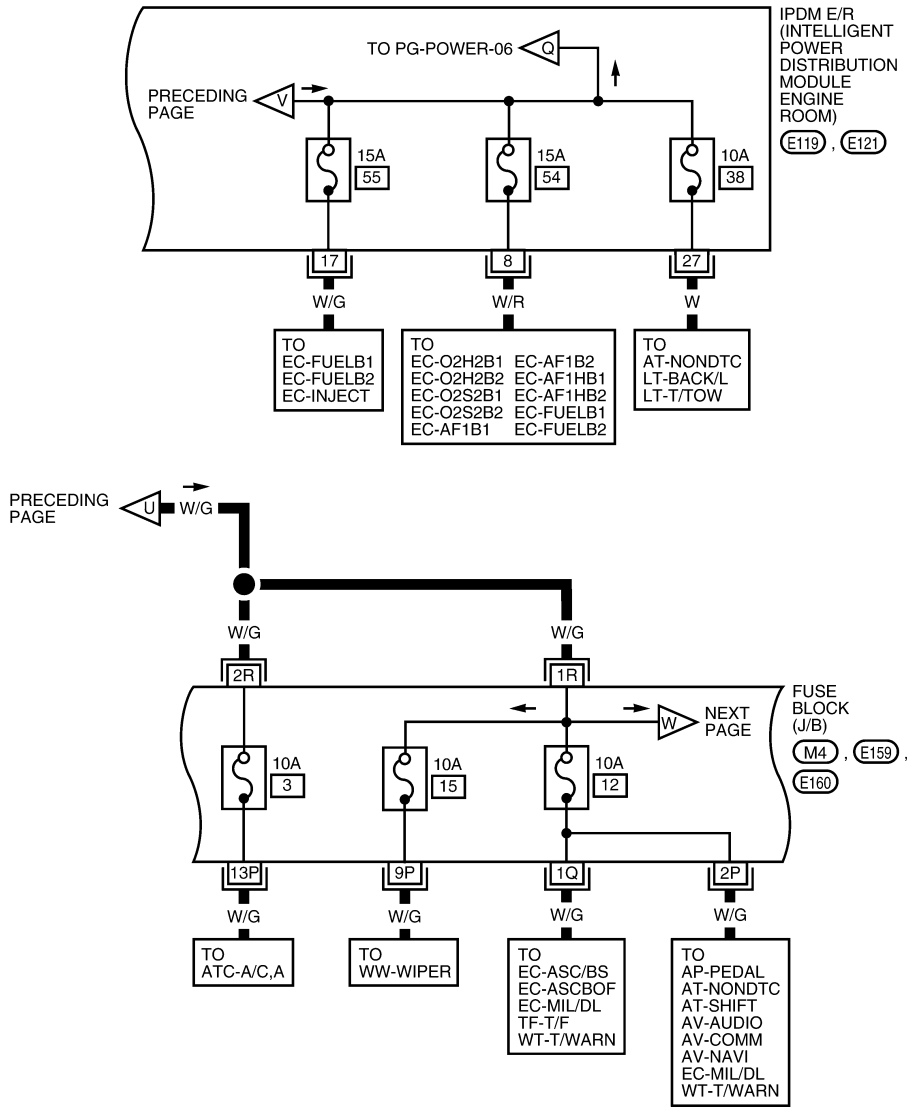 IPDM E/R
(INTELLIGENT
POWER
DISTRIBUTION
MODULE
ENGINE
ROOM)
E119 , E121
TO PG-POWER-06 Q
PRECEDING
PAGE
V
15A
55
15A
54
10A
38
17
8
27
W/G
W/R
W
TO
EC-FUELB1
EC-FUELB2
EC-INJECT
TO
EC-O2H2B1 EC-AF1B2
EC-O2H2B2 EC-AF1HB1
EC-O2S2B1 EC-AF1HB2
EC-O2S2B2 EC-FUELB1
EC-AF1B1 EC-FUELB2
TO
AT-NONDTC
LT-BACK/L
LT-T/TOW
PRECEDING
PAGE
U W/G
W/G
W/G
2R
1R
FUSE
BLOCK
(J/B)
M4 , E159 ,
E160
W
NEXT
PAGE
10A
3
10A
15
10A
12
13P
9P
1Q
2P
W/G
W/G
W/G
W/G
TO
ATC-A/C,A
TO
WW-WIPER
TO
EC-ASC/BS
EC-ASCBOF
EC-MIL/DL
TF-T/F
WT-T/WARN
TO
AP-PEDAL
AT-NONDTC
AT-SHIFT
AV-AUDIO
AV-COMM
AV-NAVI
EC-MIL/DL
WT-T/WARN